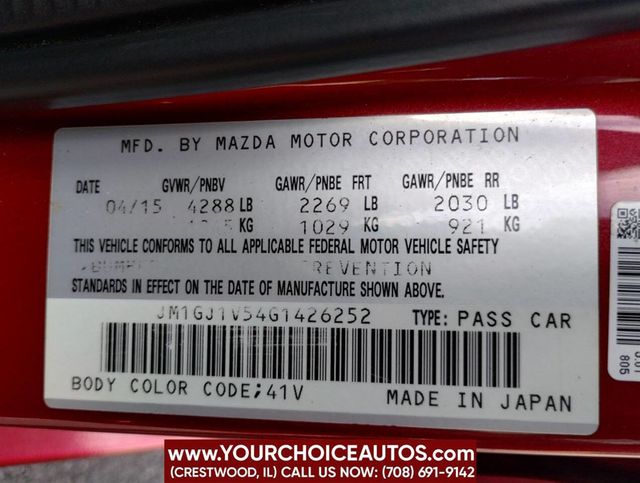 MFD. BY MAZDA MOTOR CORPORATION
DATE GVWR/PNBV GAWR/PNBE FRT GAWR/PNBE RR
04/15 4288 LB 2269 LB 2030 LB
KG 1029 KG 921 KG
THIS VEHICLE CONFORMS TO ALL APPLICABLE FEDERAL MOTOR VEHICLE SAFETY
STANDARDS IN EFFECT ON THE DATE OF MANUFACTURE SHOWN ABOVE.
JM1GJ1V54G1426252 TYPE: PASS CAR
BODY COLOR CODE;41V MADE IN JAPAN
805
WWW.YOURCHOICEAUTOS.COM
(CRESTWOOD, IL) CALL US NOW: (708) 691-9142